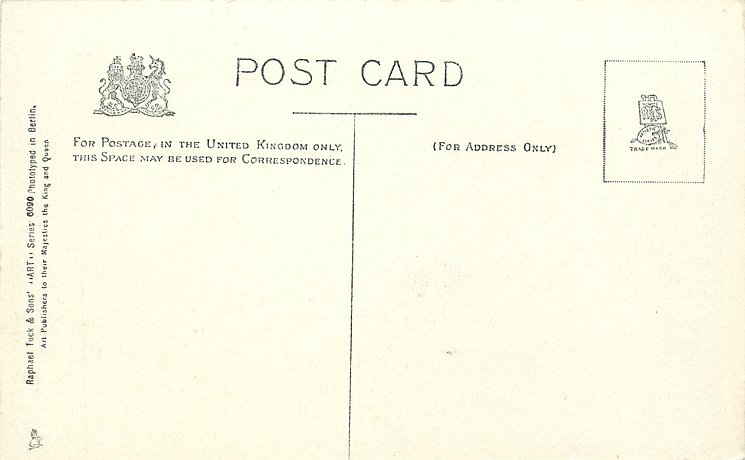 POST CARD
FOR POSTAGE, IN THE UNITED KINGDOM ONLY,
THIS SPACE MAY BE USED FOR CORRESPONDENCE.
(FOR ADDRESS ONLY)
TRADE MARK
Raphael Tuck & Sons' "ART" Series 6090 Phototyped in Berlin.
Art Publishers to their Majesties the King and Queen